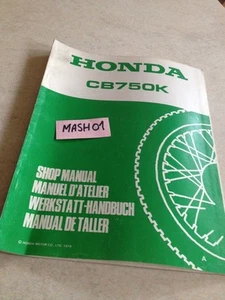 HONDA
CB750K
MASH01
SHOP MANUAL
MANUEL D'ATELIER
WERKSTATT-HANDBUCH
MANUAL DE TALLER
A